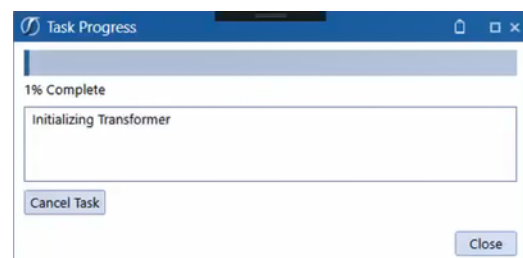 Task Progress
1% Complete
Initializing Transformer
Cancel Task
Close